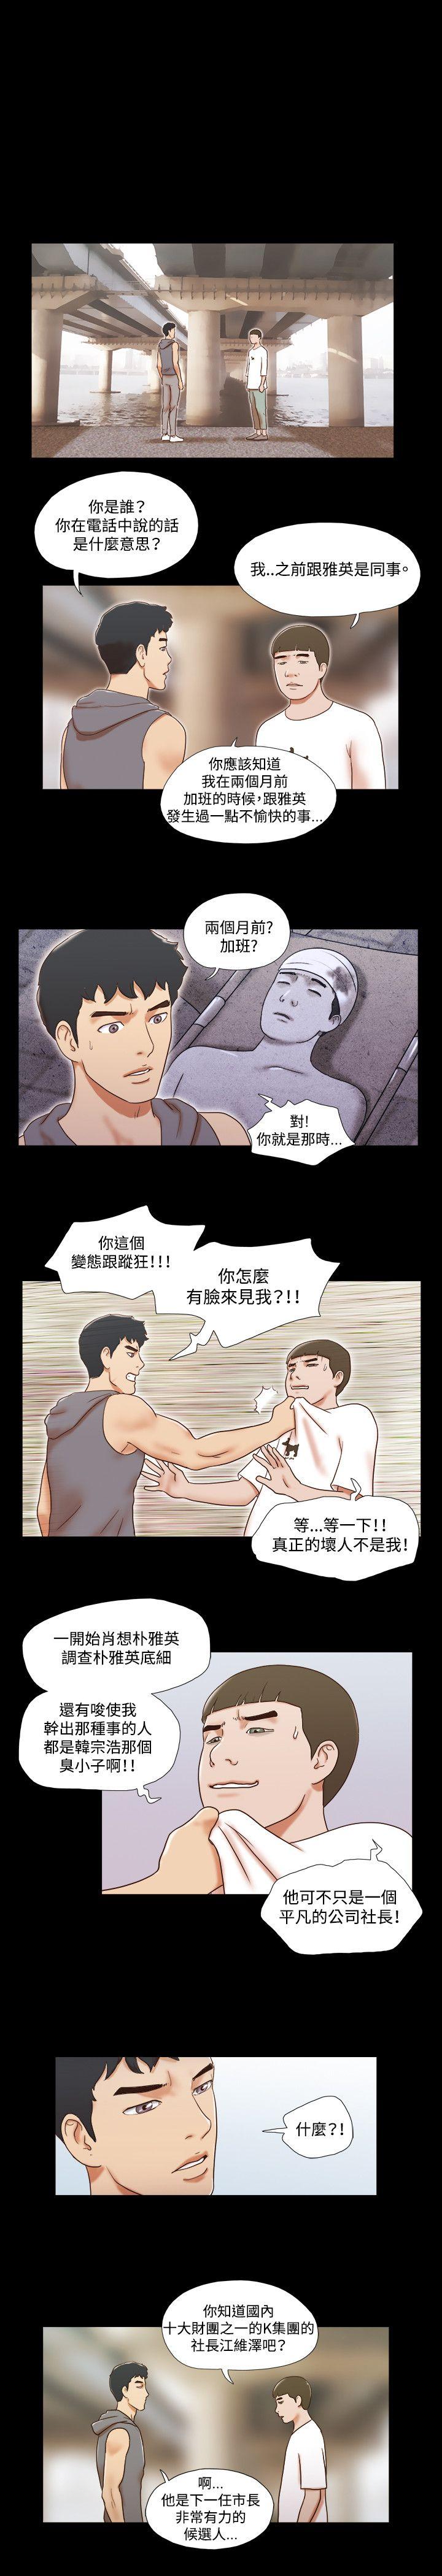 你是誰?
你在電話中說的話
是什麼意思?
我..之前跟雅英是同事。
你應該知道
我在兩個月前
加班的時候,跟雅英
發生過一點不愉快的事...
兩個月前?
加班?
對!
你就是那時...
你這個
變態跟蹤狂!!!
你怎麼
有臉來見我?!!
等...等一下!!
真正的壞人不是我!
一開始肖想朴雅英
調查朴雅英底細
還有唆使我
幹出那種事的人
都是韓宗浩那個
臭小子啊!!
他可不只是一個
平凡的公司社長!
什麼?!
你知道國內
十大財團之一的K集團的
社長江維澤吧?
啊...
他是下一任市長
非常有力的
候選人...